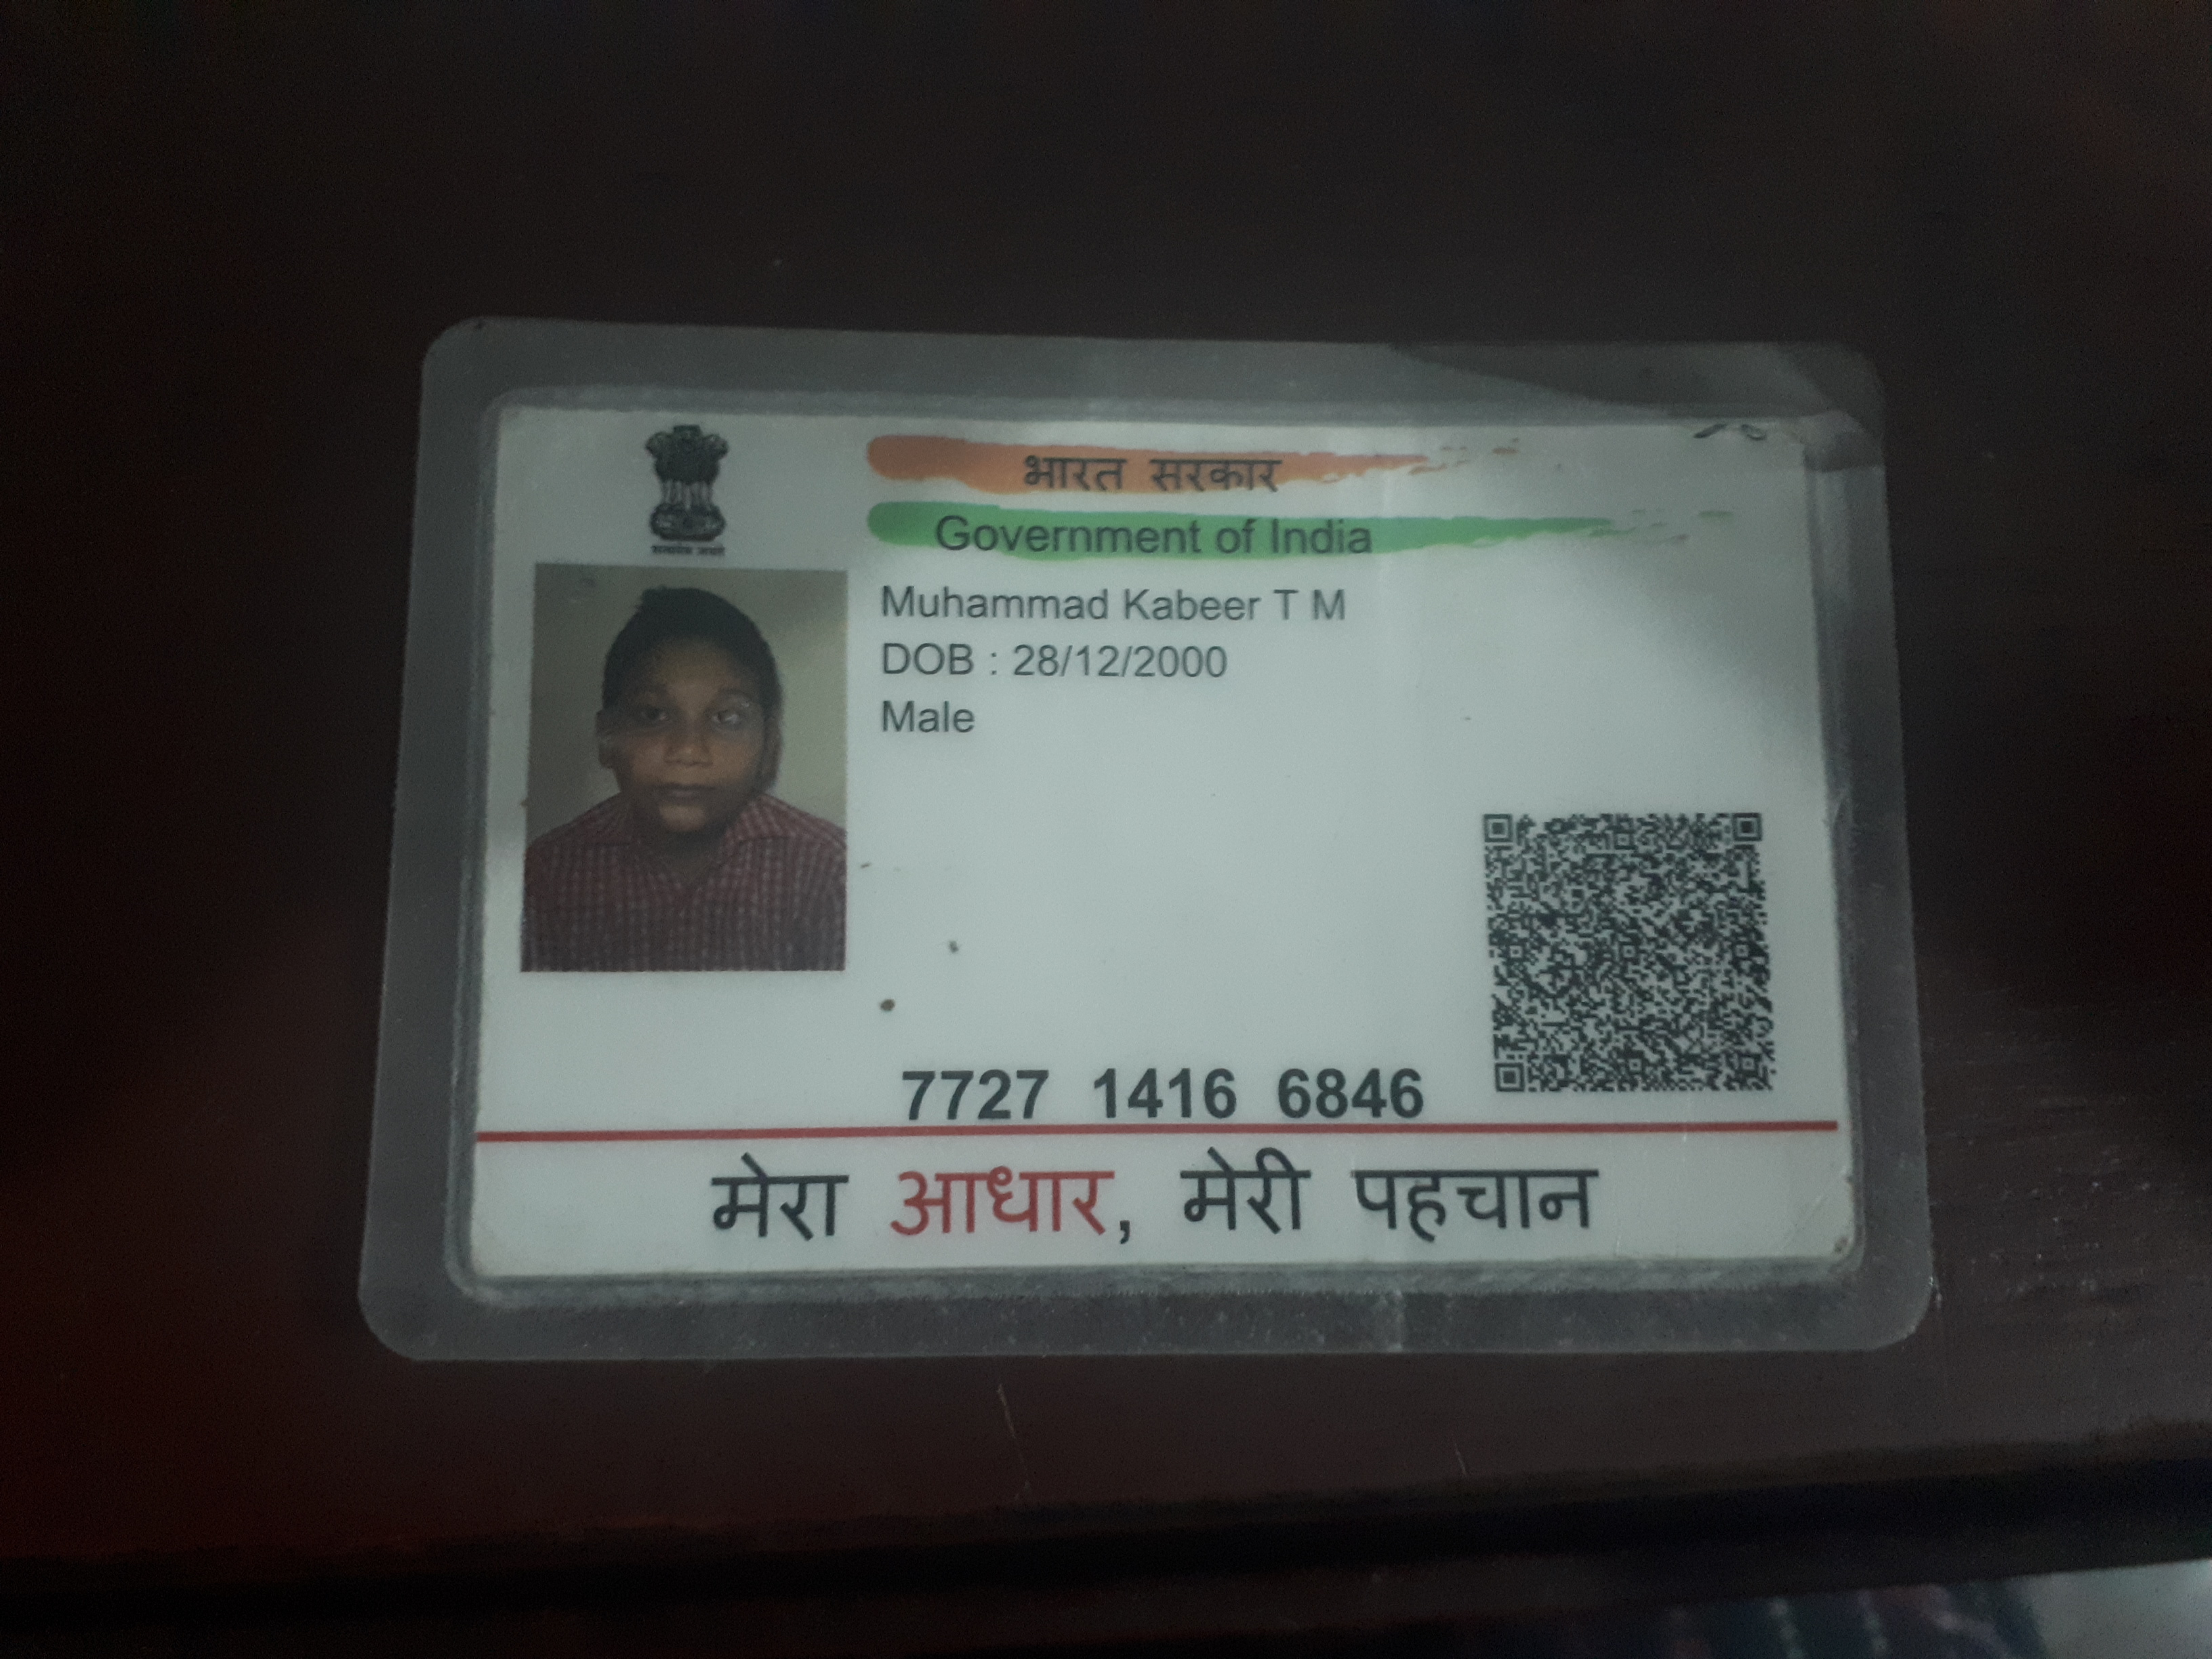 भारत सरकार
Government of India
Muhammad Kabeer T M
DOB : 28/12/2000
Male
7727 1416 6846
मेरा आधार, मेरी पहचान